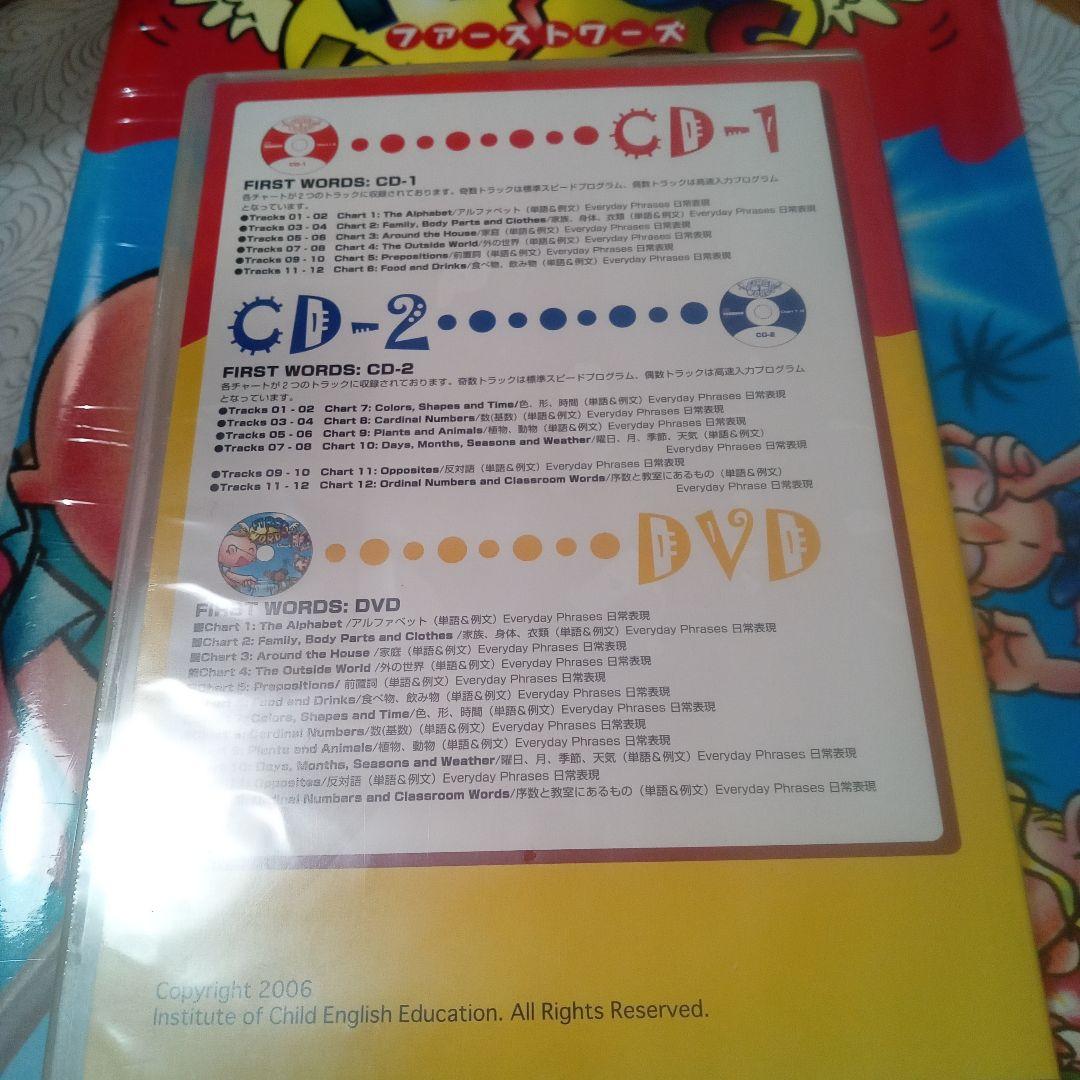 ファーストワーズ
CD-1
CD-1
FIRST WORDS: CD-1
各チャートが2つのトラックに収録されております。奇数トラックは標準スピードプログラム、偶数トラックは高速入力プログラム
となっています。
●Tracks 01 - 02 Chart 1: The Alphabet/アルファベット（単語＆例文）Everyday Phrases 日常表現
●Tracks 03 - 04 Chart 2: Family, Body Parts and Clothes/家族、身体、衣類（単語＆例文）Everyday Phrases 日常表現
●Tracks 05 - 06 Chart 3: Around the House/家庭（単語＆例文）Everyday Phrases 日常表現
●Tracks 07 - 08 Chart 4: The Outside World/外の世界（単語＆例文）Everyday Phrases 日常表現
●Tracks 09 - 10 Chart 5: Prepositions/前置詞（単語＆例文）Everyday Phrases 日常表現
●Tracks 11 - 12 Chart 6: Food and Drinks/食べ物、飲み物（単語＆例文）Everyday Phrases 日常表現
CD-2
CD-2
FIRST WORDS: CD-2
各チャートが2つのトラックに収録されております。奇数トラックは標準スピードプログラム、偶数トラックは高速入力プログラム
となっています。
●Tracks 01 - 02 Chart 7: Colors, Shapes and Time/色、形、時間（単語＆例文）Everyday Phrases 日常表現
●Tracks 03 - 04 Chart 8: Cardinal Numbers/数(基数)（単語＆例文）Everyday Phrases 日常表現
●Tracks 05 - 06 Chart 9: Plants and Animals/植物、動物（単語＆例文）Everyday Phrases 日常表現
●Tracks 07 - 08 Chart 10: Days, Months, Seasons and Weather/曜日、月、季節、天気（単語＆例文）
Everyday Phrases 日常表現
●Tracks 09 - 10 Chart 11: Opposites/反対語（単語＆例文）Everyday Phrases 日常表現
●Tracks 11 - 12 Chart 12: Ordinal Numbers and Classroom Words/序数と教室にあるもの（単語＆例文）
Everyday Phrase 日常表現
DVD
FIRST WORDS: DVD
■Chart 1: The Alphabet /アルファベット（単語＆例文）Everyday Phrases 日常表現
■Chart 2: Family, Body Parts and Clothes /家族、身体、衣類（単語＆例文）Everyday Phrases 日常表現
■Chart 3: Around the House /家庭（単語＆例文）Everyday Phrases 日常表現
■Chart 4: The Outside World /外の世界（単語＆例文）Everyday Phrases 日常表現
Chart 5: Prepositions/ 前置詞（単語＆例文）Everyday Phrases 日常表現
Food and Drinks/食べ物、飲み物（単語＆例文）Everyday Phrases 日常表現
Colors, Shapes and Time/色、形、時間（単語＆例文）Everyday Phrases 日常表現
Cardinal Numbers/数(基数)（単語＆例文）Everyday Phrases 日常表現
Plants and Animals/植物、動物（単語＆例文）Everyday Phrases 日常表現
10: Days, Months, Seasons and Weather/曜日、月、季節、天気（単語＆例文）Everyday Phrases 日常表現
Opposites/反対語（単語＆例文）Everyday Phrases 日常表現
Numbers and Classroom Words/序数と教室にあるもの（単語＆例文）Everyday Phrases 日常表現
Copyright 2006
Institute of Child English Education. All Rights Reserved.